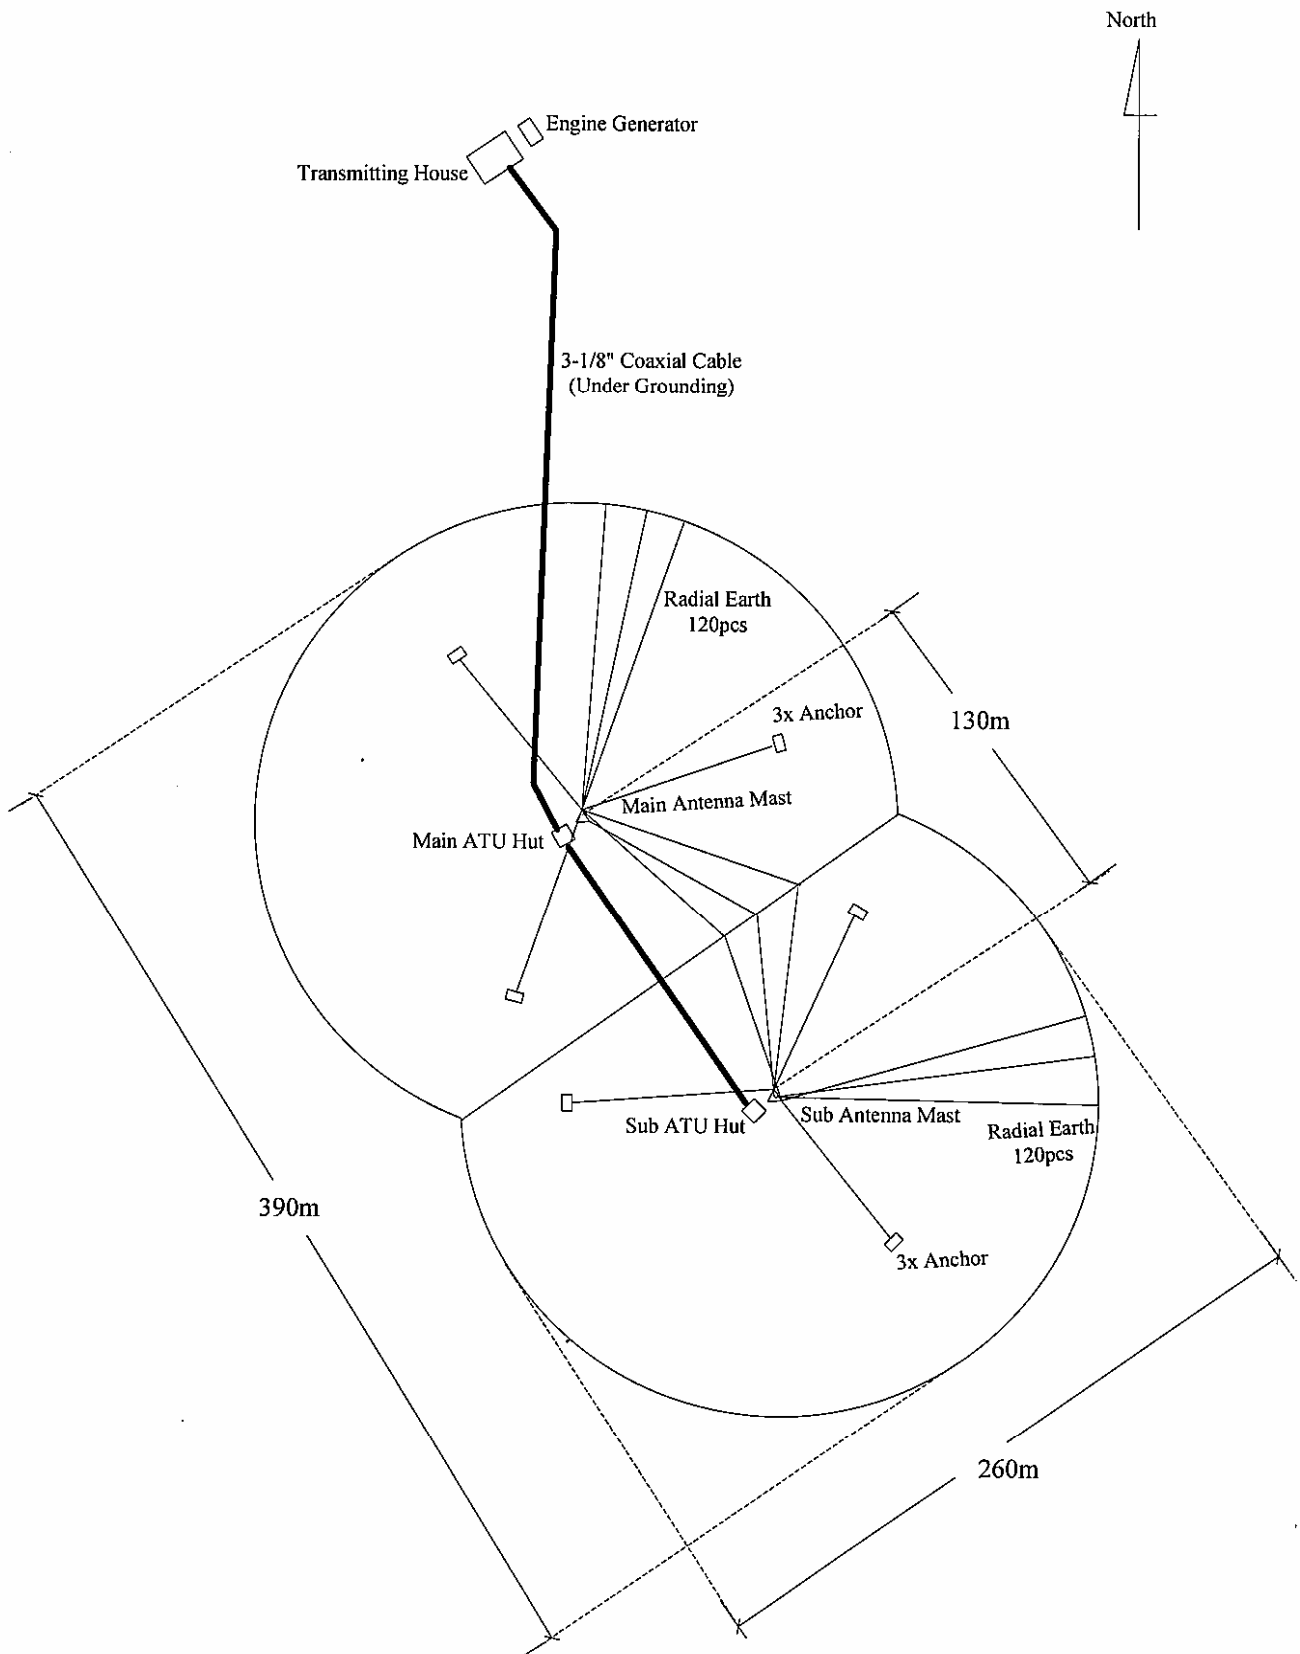 North
Engine Generator
Transmitting House
3-1/8" Coaxial Cable
(Under Grounding)
Radial Earth
120pcs
3x Anchor
130m
Main Antenna Mast
Main ATU Hut
Sub Antenna Mast
Sub ATU Hut
Radial Earth
120pcs
390m
3x Anchor
260m